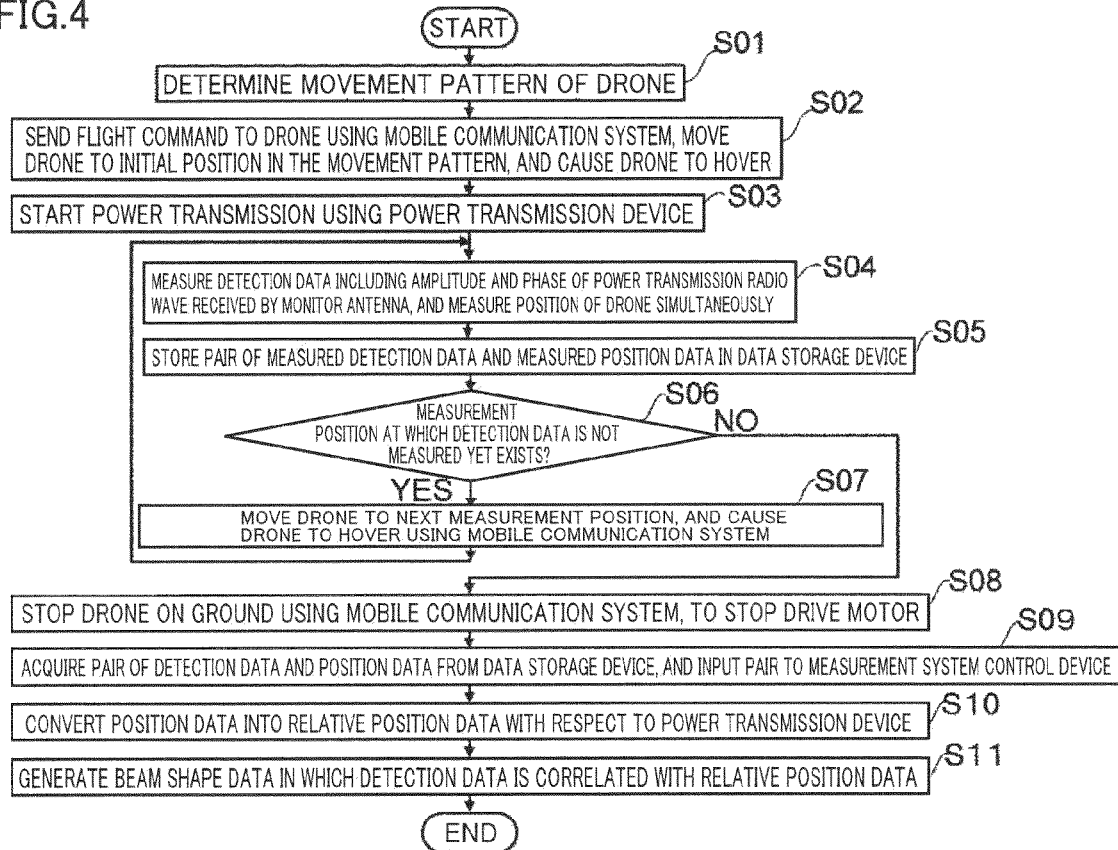 FIG.4
START
S01
DETERMINE MOVEMENT PATTERN OF DRONE
S02
SEND FLIGHT COMMAND TO DRONE USING MOBILE COMMUNICATION SYSTEM, MOVE
DRONE TO INITIAL POSITION IN THE MOVEMENT PATTERN, AND CAUSE DRONE TO HOVER
S03
START POWER TRANSMISSION USING POWER TRANSMISSION DEVICE
S04
MEASURE DETECTION DATA INCLUDING AMPLITUDE AND PHASE OF POWER TRANSMISSION RADIO
WAVE RECEIVED BY MONITOR ANTENNA, AND MEASURE POSITION OF DRONE SIMULTANEOUSLY
S05
STORE PAIR OF MEASURED DETECTION DATA AND MEASURED POSITION DATA IN DATA STORAGE DEVICE
S06
MEASUREMENT
POSITION AT WHICH DETECTION DATA IS NOT
MEASURED YET EXISTS?
NO
YES
S07
MOVE DRONE TO NEXT MEASUREMENT POSITION, AND CAUSE
DRONE TO HOVER USING MOBILE COMMUNICATION SYSTEM
S08
STOP DRONE ON GROUND USING MOBILE COMMUNICATION SYSTEM, TO STOP DRIVE MOTOR
S09
ACQUIRE PAIR OF DETECTION DATA AND POSITION DATA FROM DATA STORAGE DEVICE, AND INPUT PAIR TO MEASUREMENT SYSTEM CONTROL DEVICE
S10
CONVERT POSITION DATA INTO RELATIVE POSITION DATA WITH RESPECT TO POWER TRANSMISSION DEVICE
S11
GENERATE BEAM SHAPE DATA IN WHICH DETECTION DATA IS CORRELATED WITH RELATIVE POSITION DATA
END